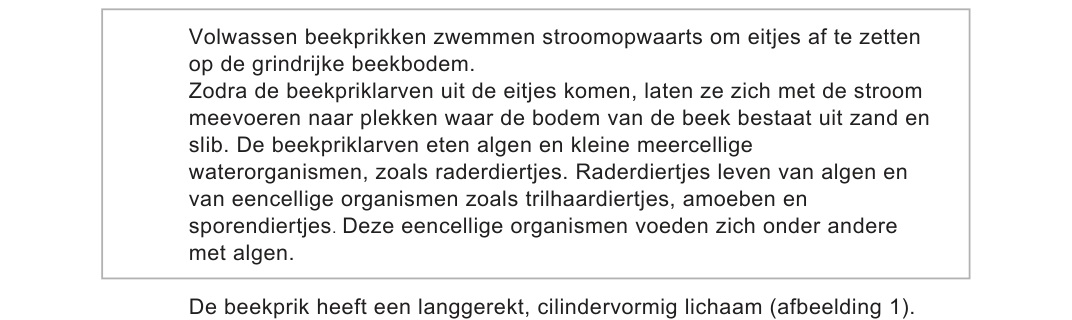 Volwassen beekprikken zwemmen stroomopwaarts om eitjes af te zetten
op de grindrijke beekbodem.
Zodra de beekpriklarven uit de eitjes komen, laten ze zich met de stroom
meevoeren naar plekken waar de bodem van de beek bestaat uit zand en
slib. De beekpriklarven eten algen en kleine meercellige
waterorganismen, zoals raderdiertjes. Raderdiertjes leven van algen en
van eencellige organismen zoals trilhaardiertjes, amoeben en
sporendiertjes. Deze eencellige organismen voeden zich onder andere
met algen.
De beekprik heeft een langgerekt, cilindervormig lichaam (afbeelding 1).